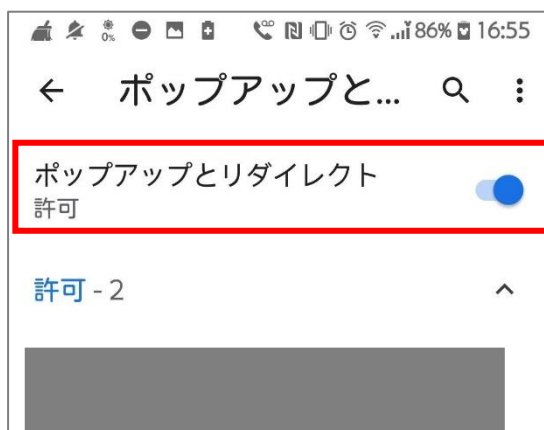 0% 86% 16:55
ポップアップと...
ポップアップとリダイレクト
許可
許可 - 2